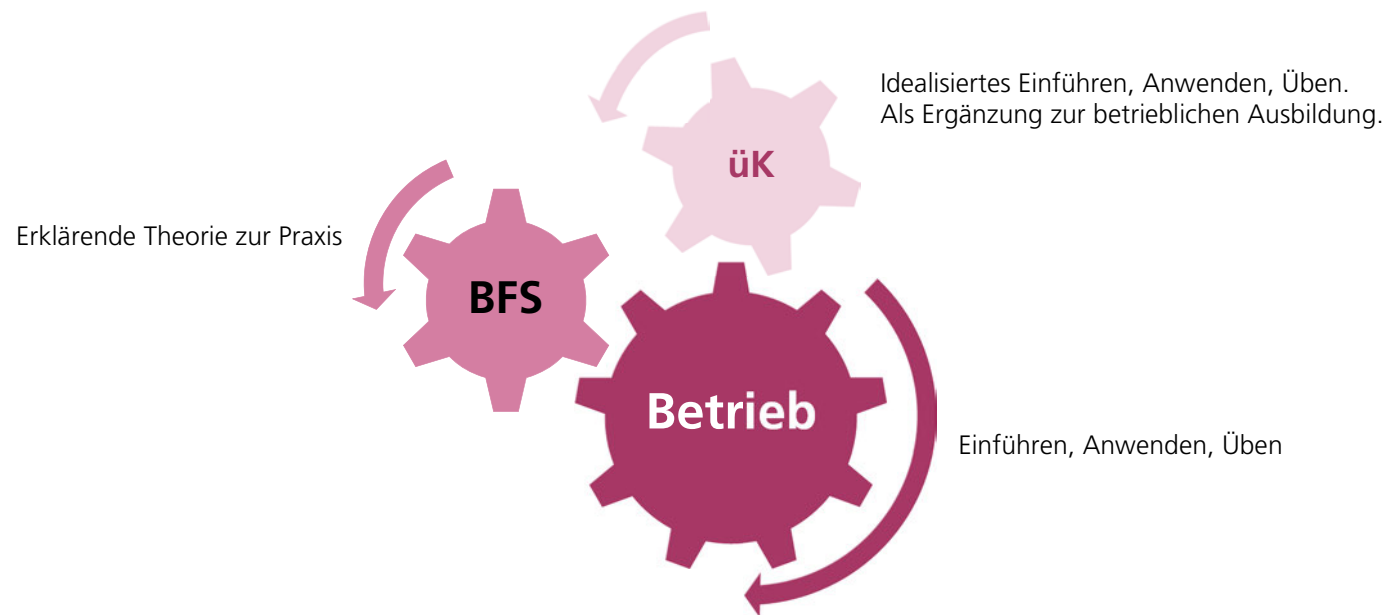 Idealisiertes Einführen, Anwenden, Üben.
Als Ergänzung zur betrieblichen Ausbildung.
üK
Erklärende Theorie zur Praxis
BFS
Betrieb
Einführen, Anwenden, Üben